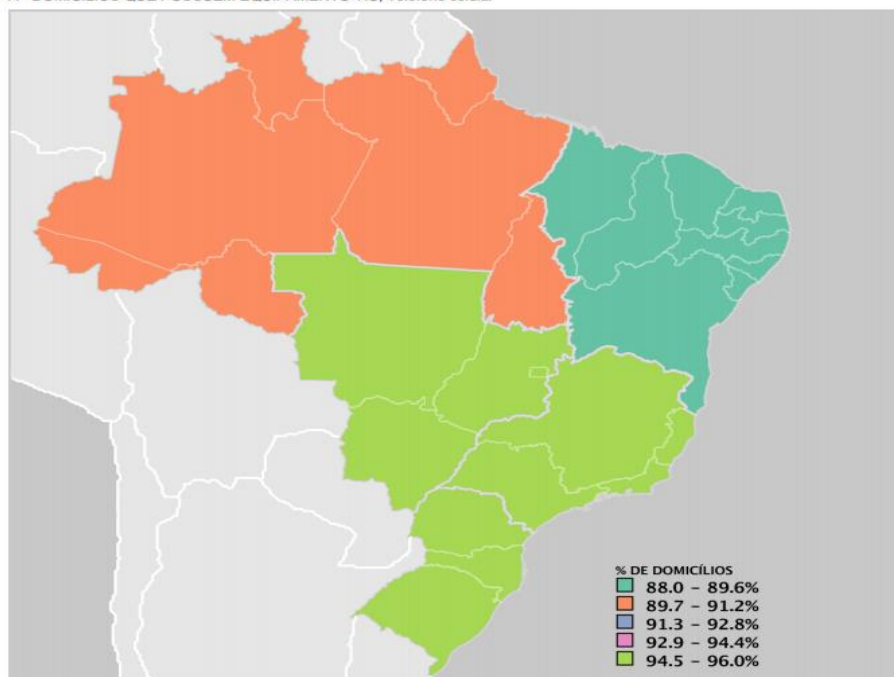 % DE DOMICÍLIOS
88.0 – 89.6%
89.7 – 91.2%
91.3 – 92.8%
92.9 – 94.4%
94.5 – 96.0%